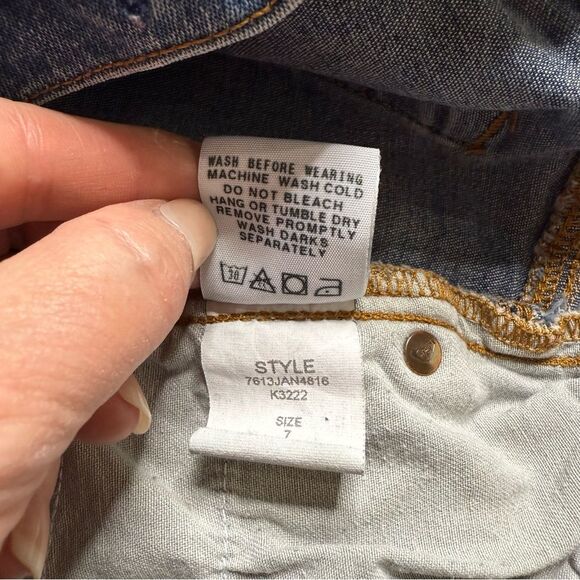 WASH BEFORE WEARING
MACHINE WASH COLD
DO NOT BLEACH
HANG OR TUMBLE DRY
REMOVE PROMPTLY
WASH DARKS
SEPARATELY
30
STYLE
7613JAN4816
K3222
SIZE
7